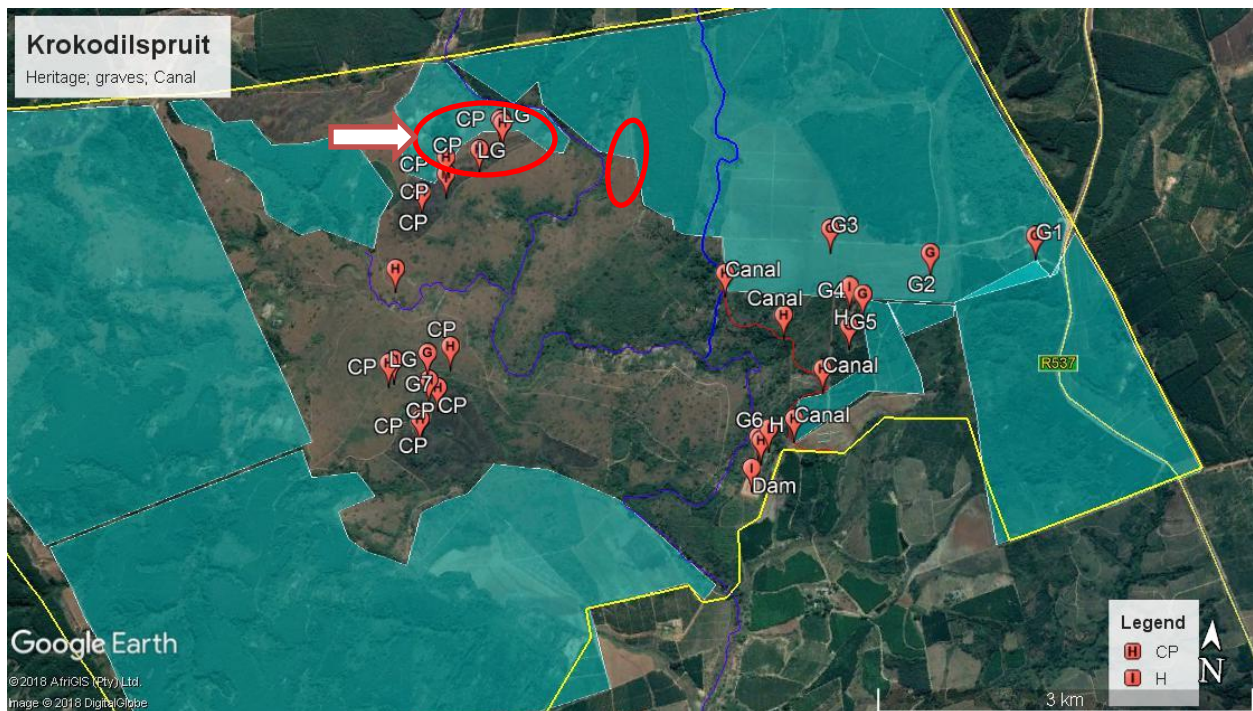 Krokodilspruit
Heritage; graves; Canal
CP
LG
CP
LG
CP
CP
CP
G3
G1
G2
Canal
Canal
G4
H
G5
CP
CP
LG
R537
Canal
G7
CP
CP
CP
CP
G6
H
Canal
Dam
Legend
H CP
I H
N
3 km
Google Earth
©2018 AfriGIS (Pty) Ltd.
Image © 2018 DigitalGlobe